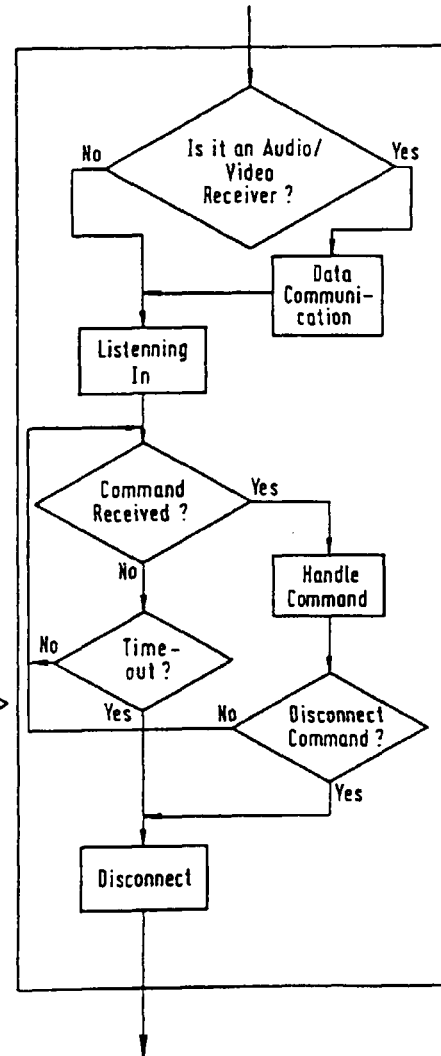 Is it an Audio/
Video
Receiver ?
No
Yes
Data
Communi-
cation
Listenning
In
Command
Received ?
Yes
No
Handle
Command
Time-
out ?
No
Yes
Disconnect
Command ?
No
Yes
Disconnect